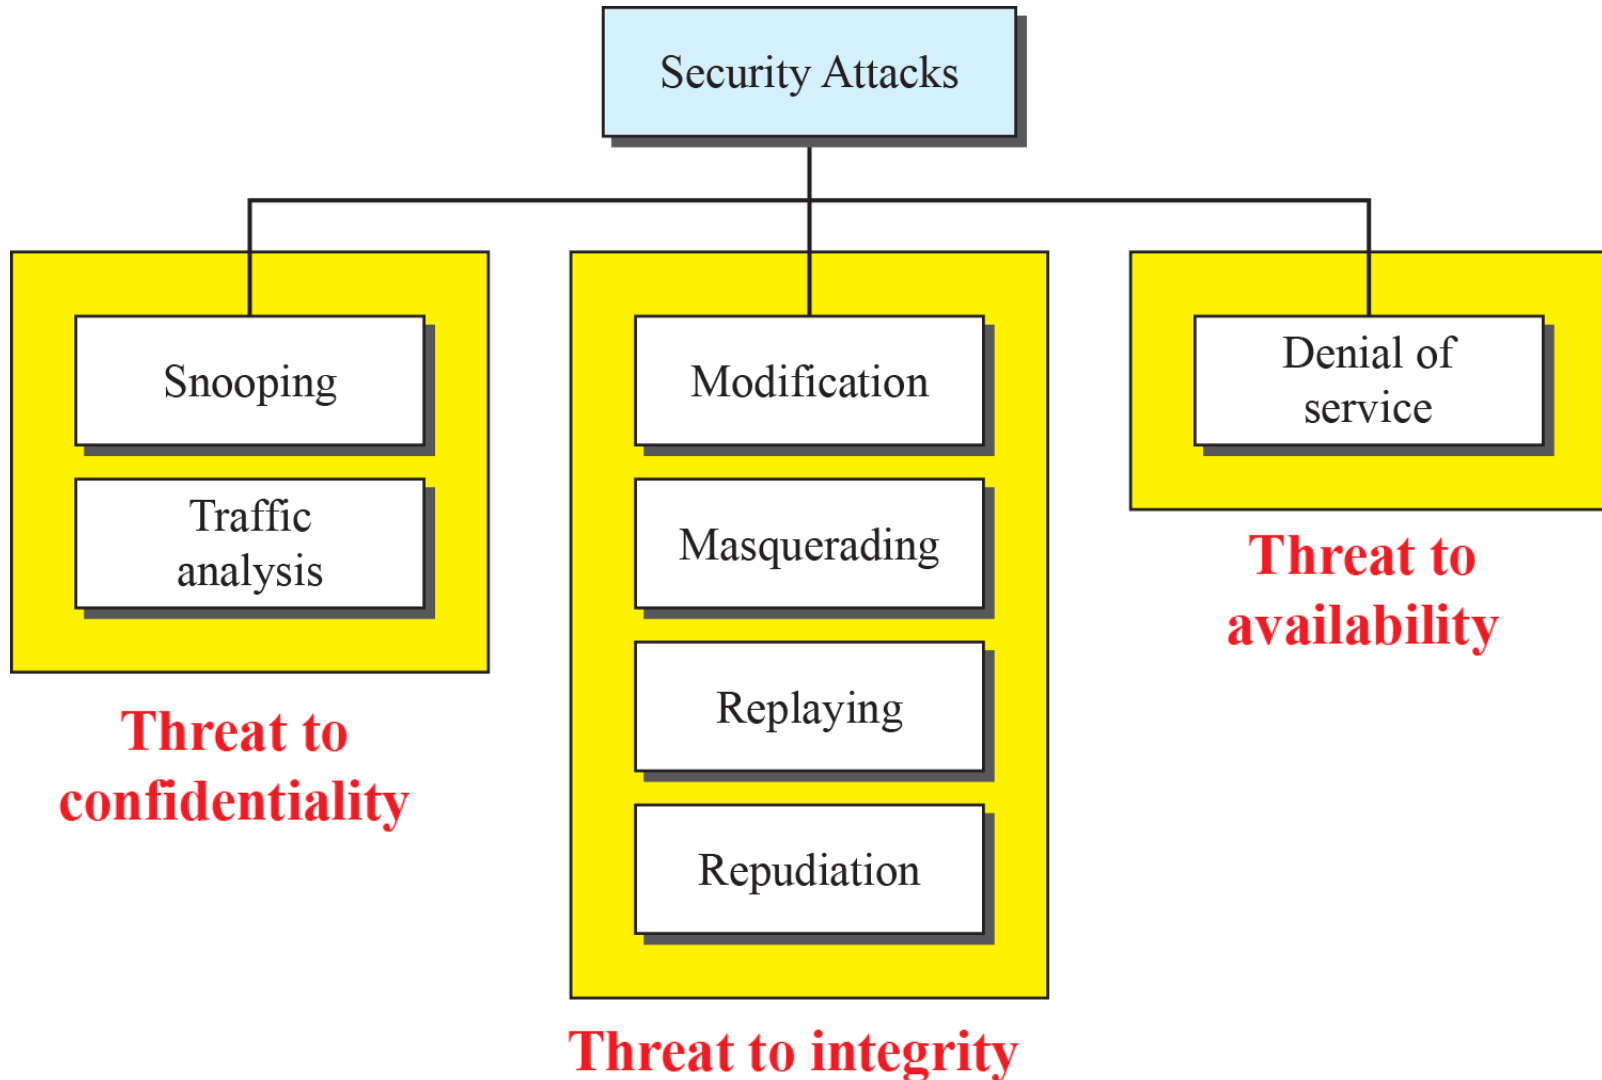 Security Attacks
Snooping
Traffic
analysis
Threat to
confidentiality
Modification
Masquerading
Replaying
Repudiation
Threat to integrity
Denial of
service
Threat to
availability